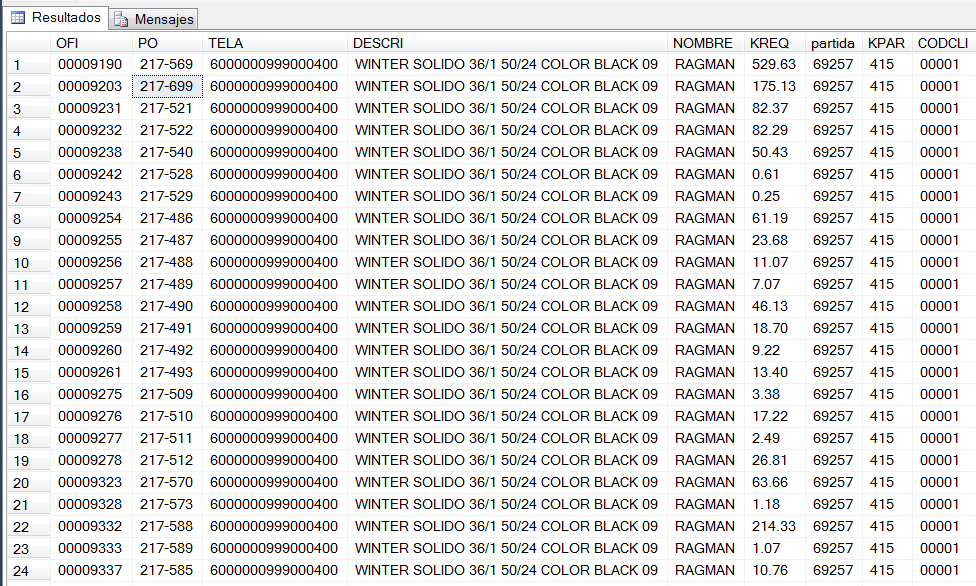 Resultados Mensajes
OFI PO TELA DESCRI NOMBRE KREQ partida KPAR CODCLI
1 00009190 217-569 6000000999000400 WINTER SOLIDO 36/1 50/24 COLOR BLACK 09 RAGMAN 529.63 69257 415 00001
2 00009203 217-699 6000000999000400 WINTER SOLIDO 36/1 50/24 COLOR BLACK 09 RAGMAN 175.13 69257 415 00001
3 00009231 217-521 6000000999000400 WINTER SOLIDO 36/1 50/24 COLOR BLACK 09 RAGMAN 82.37 69257 415 00001
4 00009232 217-522 6000000999000400 WINTER SOLIDO 36/1 50/24 COLOR BLACK 09 RAGMAN 82.29 69257 415 00001
5 00009238 217-540 6000000999000400 WINTER SOLIDO 36/1 50/24 COLOR BLACK 09 RAGMAN 50.43 69257 415 00001
6 00009242 217-528 6000000999000400 WINTER SOLIDO 36/1 50/24 COLOR BLACK 09 RAGMAN 0.61 69257 415 00001
7 00009243 217-529 6000000999000400 WINTER SOLIDO 36/1 50/24 COLOR BLACK 09 RAGMAN 0.25 69257 415 00001
8 00009254 217-486 6000000999000400 WINTER SOLIDO 36/1 50/24 COLOR BLACK 09 RAGMAN 61.19 69257 415 00001
9 00009255 217-487 6000000999000400 WINTER SOLIDO 36/1 50/24 COLOR BLACK 09 RAGMAN 23.68 69257 415 00001
10 00009256 217-488 6000000999000400 WINTER SOLIDO 36/1 50/24 COLOR BLACK 09 RAGMAN 11.07 69257 415 00001
11 00009257 217-489 6000000999000400 WINTER SOLIDO 36/1 50/24 COLOR BLACK 09 RAGMAN 7.07 69257 415 00001
12 00009258 217-490 6000000999000400 WINTER SOLIDO 36/1 50/24 COLOR BLACK 09 RAGMAN 46.13 69257 415 00001
13 00009259 217-491 6000000999000400 WINTER SOLIDO 36/1 50/24 COLOR BLACK 09 RAGMAN 18.70 69257 415 00001
14 00009260 217-492 6000000999000400 WINTER SOLIDO 36/1 50/24 COLOR BLACK 09 RAGMAN 9.22 69257 415 00001
15 00009261 217-493 6000000999000400 WINTER SOLIDO 36/1 50/24 COLOR BLACK 09 RAGMAN 13.40 69257 415 00001
16 00009275 217-509 6000000999000400 WINTER SOLIDO 36/1 50/24 COLOR BLACK 09 RAGMAN 3.38 69257 415 00001
17 00009276 217-510 6000000999000400 WINTER SOLIDO 36/1 50/24 COLOR BLACK 09 RAGMAN 17.22 69257 415 00001
18 00009277 217-511 6000000999000400 WINTER SOLIDO 36/1 50/24 COLOR BLACK 09 RAGMAN 2.49 69257 415 00001
19 00009278 217-512 6000000999000400 WINTER SOLIDO 36/1 50/24 COLOR BLACK 09 RAGMAN 26.81 69257 415 00001
20 00009323 217-570 6000000999000400 WINTER SOLIDO 36/1 50/24 COLOR BLACK 09 RAGMAN 63.66 69257 415 00001
21 00009328 217-573 6000000999000400 WINTER SOLIDO 36/1 50/24 COLOR BLACK 09 RAGMAN 1.18 69257 415 00001
22 00009332 217-588 6000000999000400 WINTER SOLIDO 36/1 50/24 COLOR BLACK 09 RAGMAN 214.33 69257 415 00001
23 00009333 217-589 6000000999000400 WINTER SOLIDO 36/1 50/24 COLOR BLACK 09 RAGMAN 1.07 69257 415 00001
24 00009337 217-585 6000000999000400 WINTER SOLIDO 36/1 50/24 COLOR BLACK 09 RAGMAN 10.76 69257 415 00001